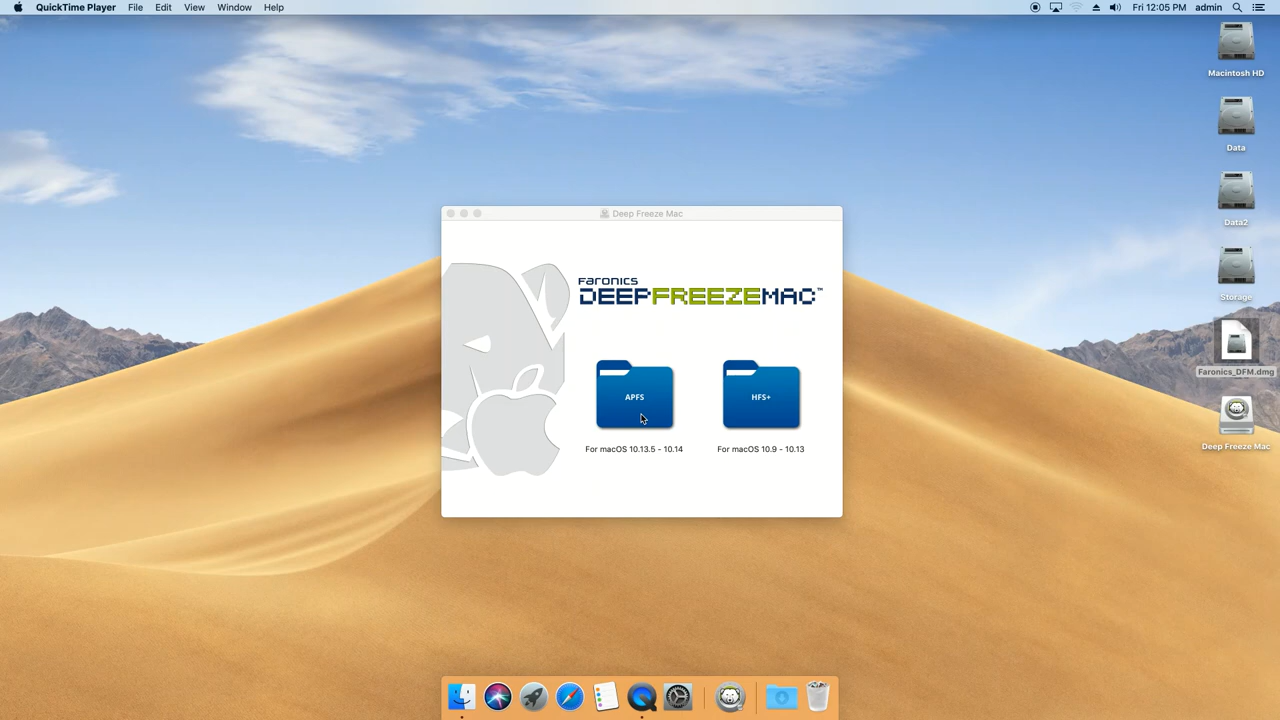 QuickTime Player File Edit View Window Help Fri 12:05 PM admin
Macintosh HD
Data
Data2
Storage
Faronics_DFM.dmg
Deep Freeze Mac
Deep Freeze Mac
FARONICS
DEEPFREEZEMAC™
APFS HFS+
For macOS 10.13.5 - 10.14 For macOS 10.9 - 10.13